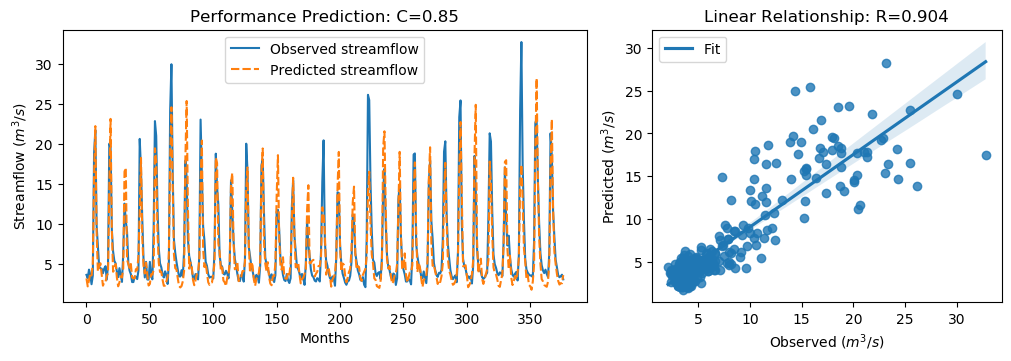 Performance Prediction: C=0.85
Observed streamflow
Predicted streamflow
Streamflow (m³/s)
30
25
20
15
10
5
0
50
100
150
200
250
300
350
Months
Linear Relationship: R=0.904
Fit
Predicted (m³/s)
30
25
20
15
10
5
5
10
15
20
25
30
Observed (m³/s)